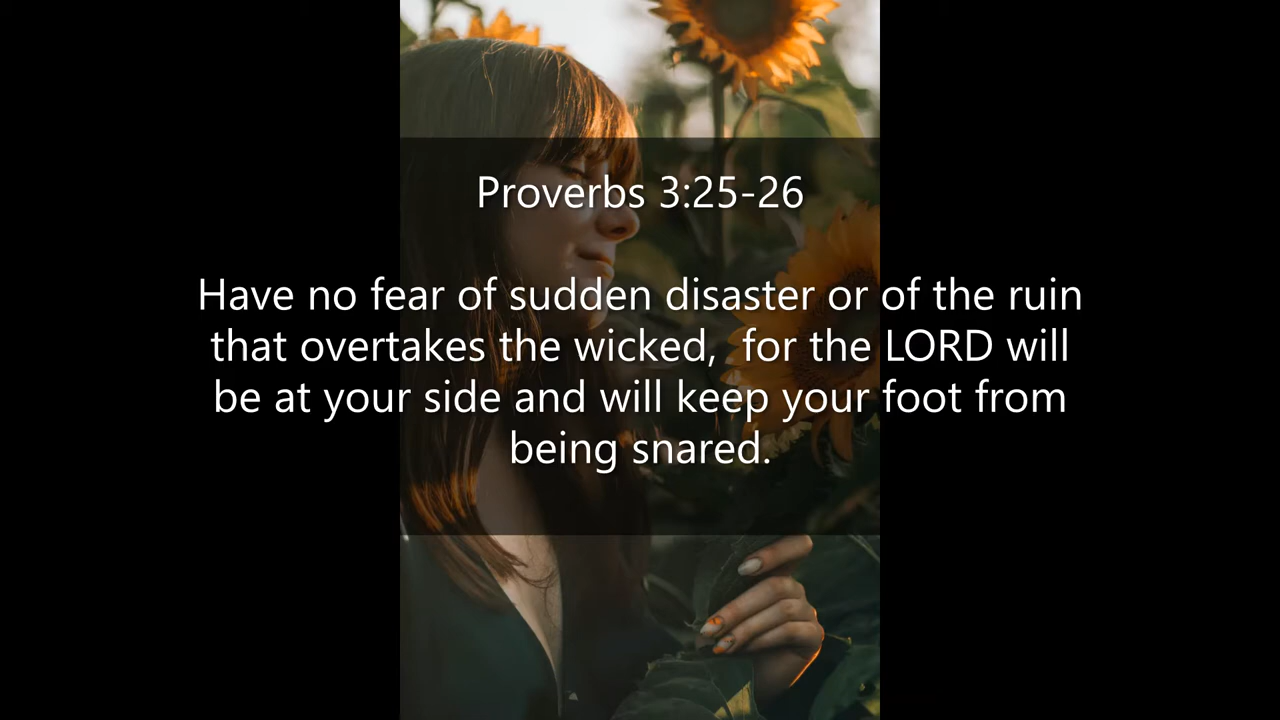 Proverbs 3:25-26
Have no fear of sudden disaster or of the ruin
that overtakes the wicked,  for the LORD will
be at your side and will keep your foot from
being snared.